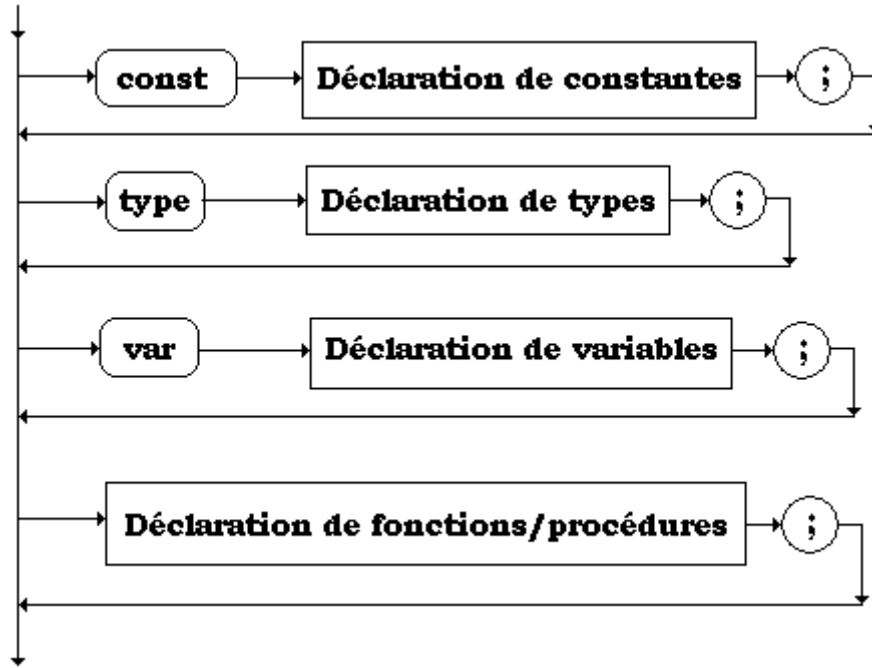 const Déclaration de constantes ;
type Déclaration de types ;
var Déclaration de variables ;
Déclaration de fonctions/procédures ;